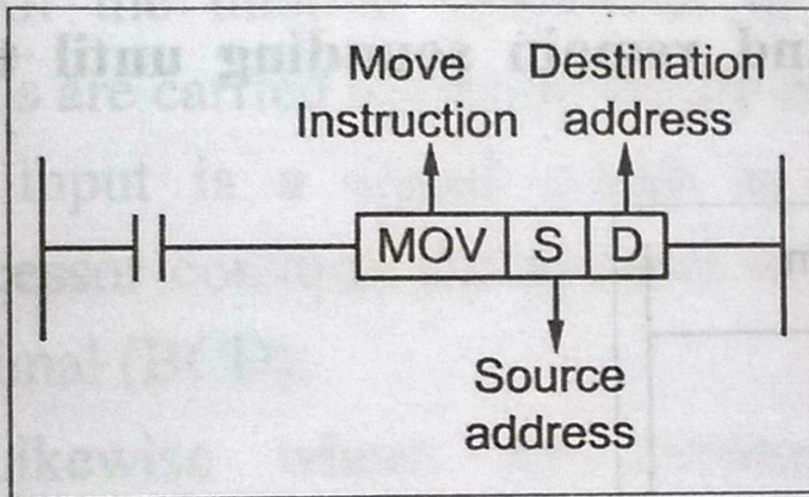 Move Destination
Instruction address
MOV S D
Source
address